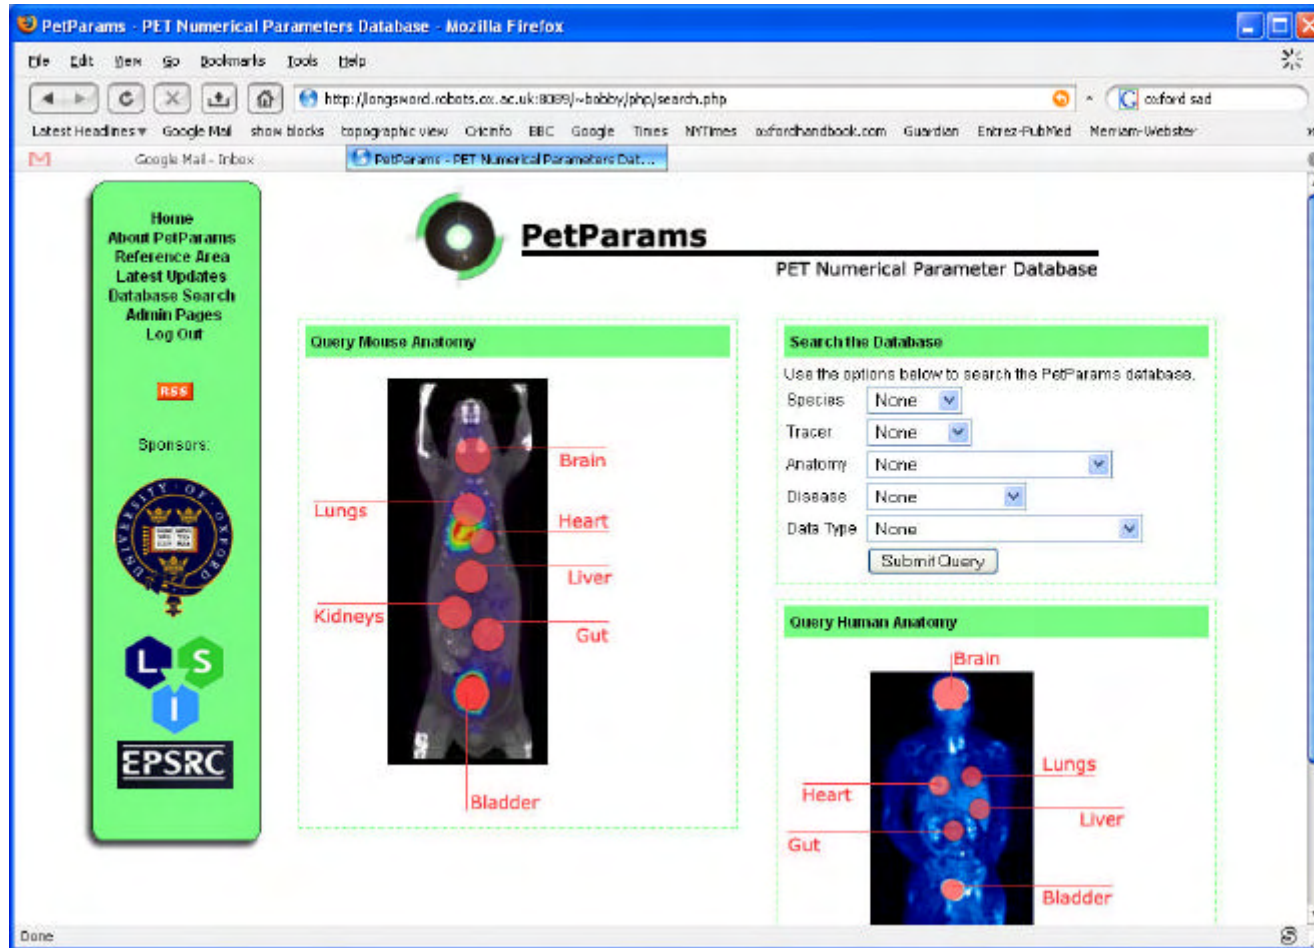 PetParams - PET Numerical Parameters Database - Mozilla Firefox
File Edit View Go Bookmarks Tools Help
http://longsword.robots.ox.ac.uk:8089/~bobby/php/search.php
oxford sad
Latest Headlines Google Mail show blocks topographic view Cricinfo BBC Google Times NYTimes oxfordhandbook.com Guardian Entrez-PubMed Merriam-Webster
Google Mail - Inbox
PetParams - PET Numerical Parameters Dat...
Home
About PetParams
Reference Area
Latest Updates
Database Search
Admin Pages
Log Out
RSS
Sponsors:
UNIVERSITY OF OXFORD
L S
I
EPSRC
PetParams
PET Numerical Parameter Database
Query Mouse Anatomy
Brain
Lungs
Heart
Liver
Kidneys
Gut
Bladder
Search the Database
Use the options below to search the PetParams database.
Species None
Tracer None
Anatomy None
Disease None
Data Type None
Submit Query
Query Human Anatomy
Brain
Lungs
Heart
Liver
Gut
Bladder
Done